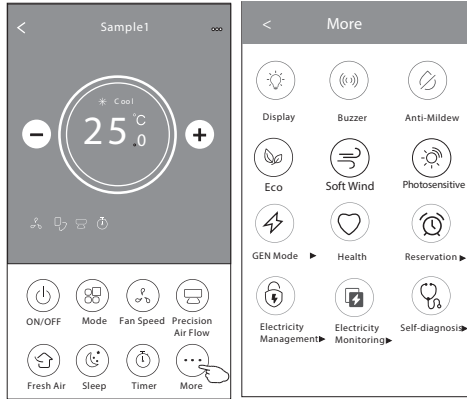 Sample1
Cool
25.0°C
ON/OFF
Mode
Fan Speed
Precision
Air Flow
Fresh Air
Sleep
Timer
More
More
Display
Buzzer
Anti-Mildew
Eco
Soft Wind
Photosensitive
GEN Mode
Health
Reservation
Electricity
Management
Electricity
Monitoring
Self-diagnosis